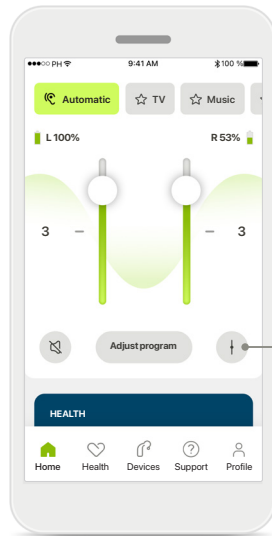 PH 9:41 AM 100 %
Automatic TV Music
L 100% R 53%
3 3
Adjust program
HEALTH
Home Health Devices Support Profile